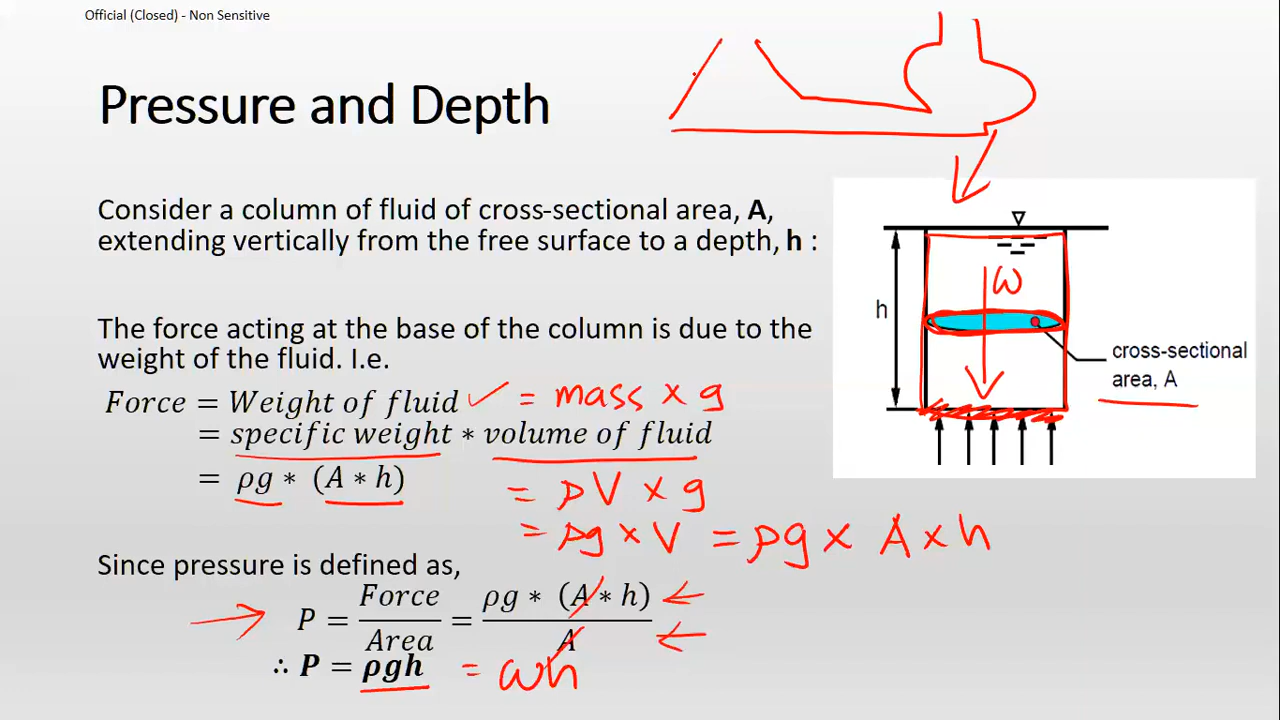 Official (Closed) - Non Sensitive
Pressure and Depth
Consider a column of fluid of cross-sectional area, A,
extending vertically from the free surface to a depth, h :
The force acting at the base of the column is due to the
weight of the fluid. I.e.
Force = Weight of fluid ✓ = mass × g
= specific weight * volume of fluid
= ρg * (A * h)
= ρV × g
= ρg × V = ρg × A × h
Since pressure is defined as,
P = Force / Area = ρg * (A * h) / A
∴ P = ρgh = ωh
h
ω
cross-sectional
area, A